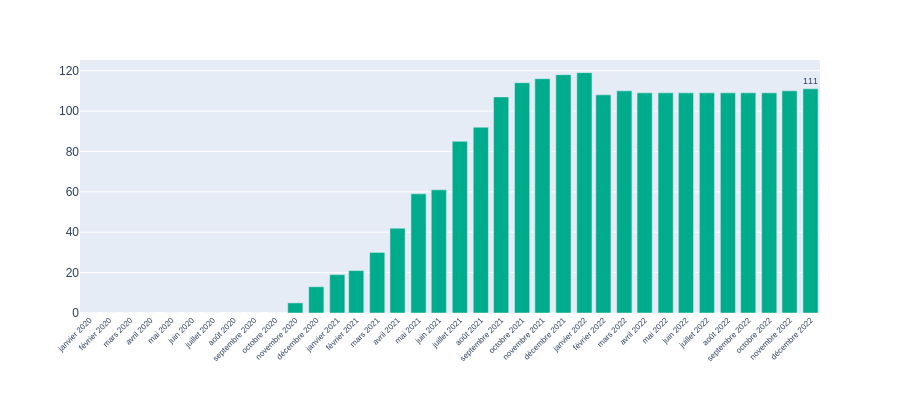 120
100
80
60
40
20
0
111
janvier 2020
février 2020
mars 2020
avril 2020
mai 2020
juin 2020
juillet 2020
août 2020
septembre 2020
octobre 2020
novembre 2020
décembre 2020
janvier 2021
février 2021
mars 2021
avril 2021
mai 2021
juin 2021
juillet 2021
août 2021
septembre 2021
octobre 2021
novembre 2021
décembre 2021
janvier 2022
février 2022
mars 2022
avril 2022
mai 2022
juin 2022
juillet 2022
août 2022
septembre 2022
octobre 2022
novembre 2022
décembre 2022